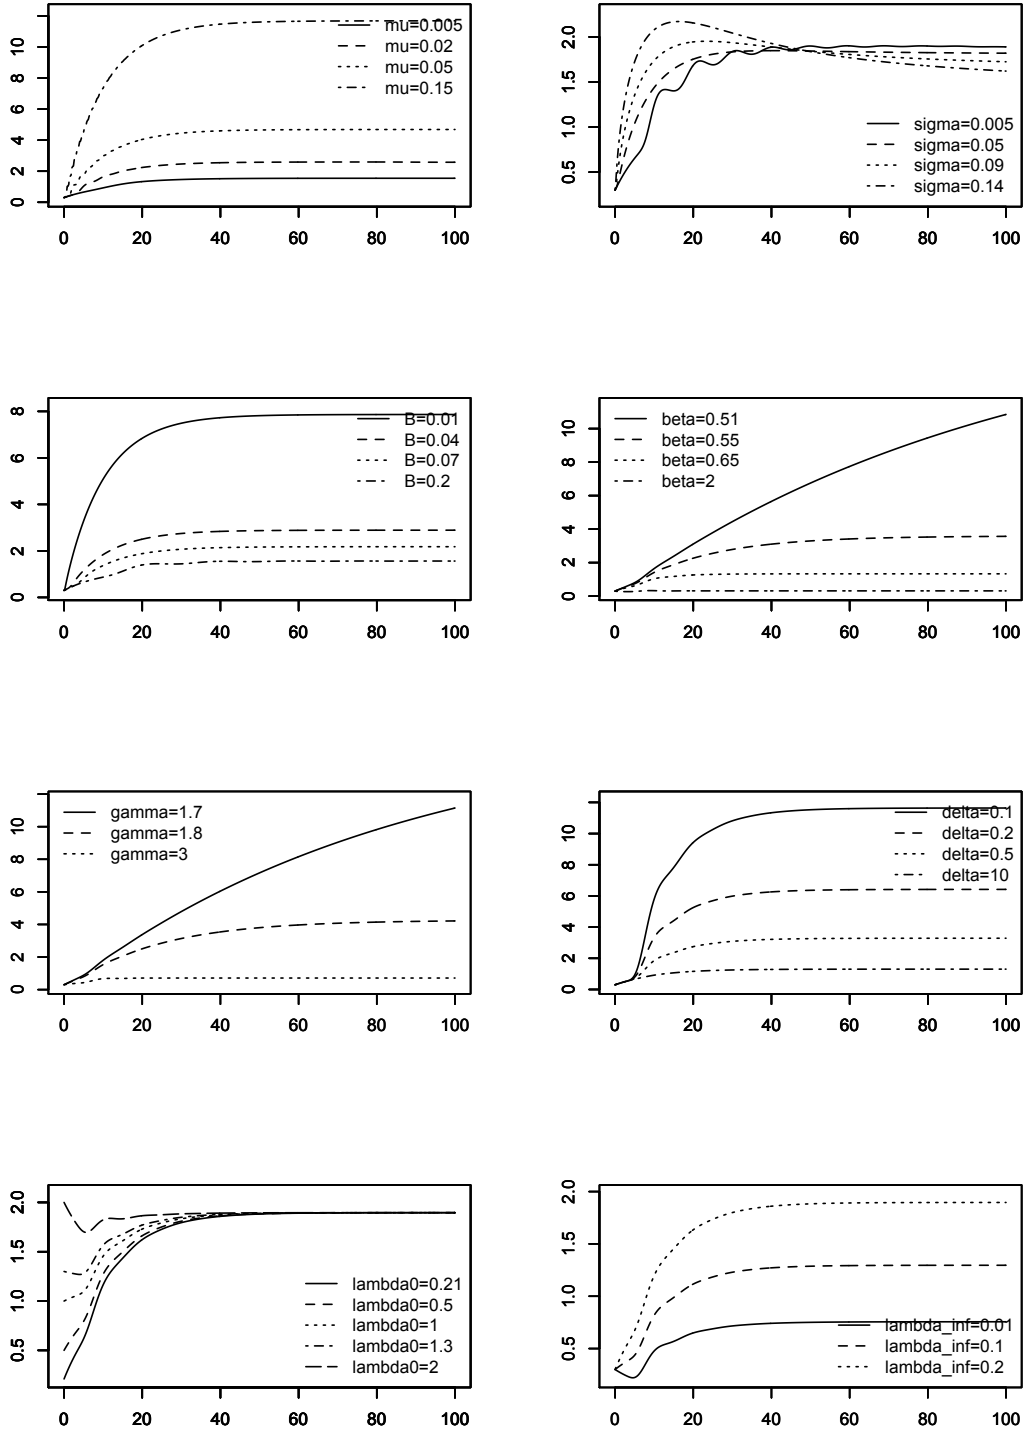 mu=0.005
mu=0.02
mu=0.05
mu=0.15
0 2 4 6 8 10
0 20 40 60 80 100
sigma=0.005
sigma=0.05
sigma=0.09
sigma=0.14
0.5 1.0 1.5 2.0
0 20 40 60 80 100
B=0.01
B=0.04
B=0.07
B=0.2
0 2 4 6 8
0 20 40 60 80 100
beta=0.51
beta=0.55
beta=0.65
beta=2
0 2 4 6 8 10
0 20 40 60 80 100
gamma=1.7
gamma=1.8
gamma=3
0 2 4 6 8 10
0 20 40 60 80 100
delta=0.1
delta=0.2
delta=0.5
delta=10
0 2 4 6 8 10
0 20 40 60 80 100
lambda0=0.21
lambda0=0.5
lambda0=1
lambda0=1.3
lambda0=2
0.5 1.0 1.5 2.0
0 20 40 60 80 100
lambda_inf=0.01
lambda_inf=0.1
lambda_inf=0.2
0.5 1.0 1.5 2.0
0 20 40 60 80 100